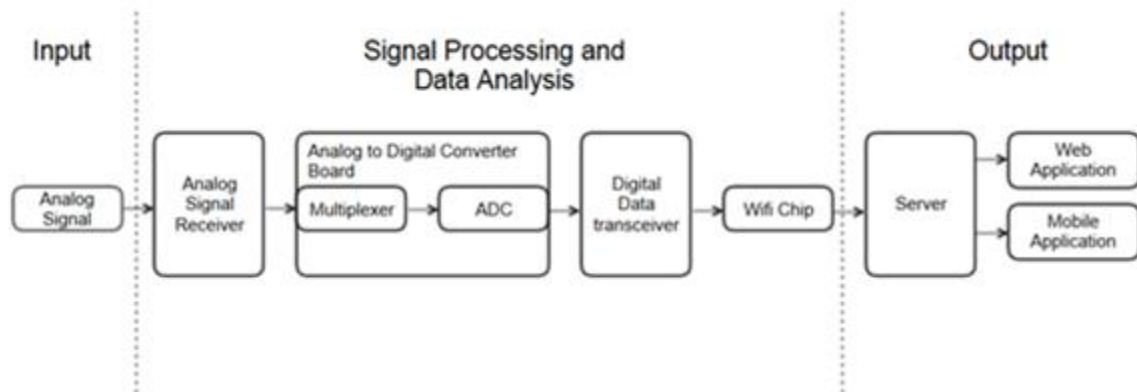 Input
Signal Processing and
Data Analysis
Output
Analog
Signal
Analog
Signal
Receiver
Analog to Digital Converter
Board
Multiplexer
ADC
Digital
Data
transceiver
Wifi Chip
Server
Web
Application
Mobile
Application